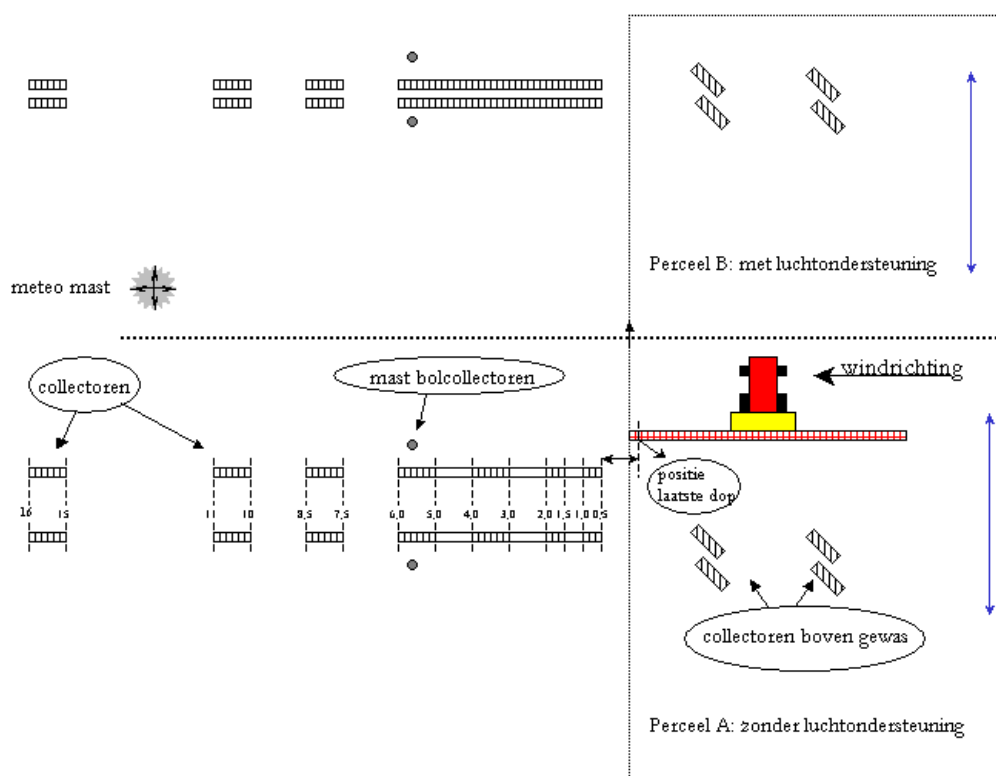 Perceel B: met luchtondersteuning
meteo mast
collectoren
mast bolcollectoren
windrichting
positie
laatste dop
16 15 11 10 8,5 7,5 6,0 5,0 4,0 3,0 2,0 1,5 1,0 0,5
collectoren boven gewas
Perceel A: zonder luchtondersteuning